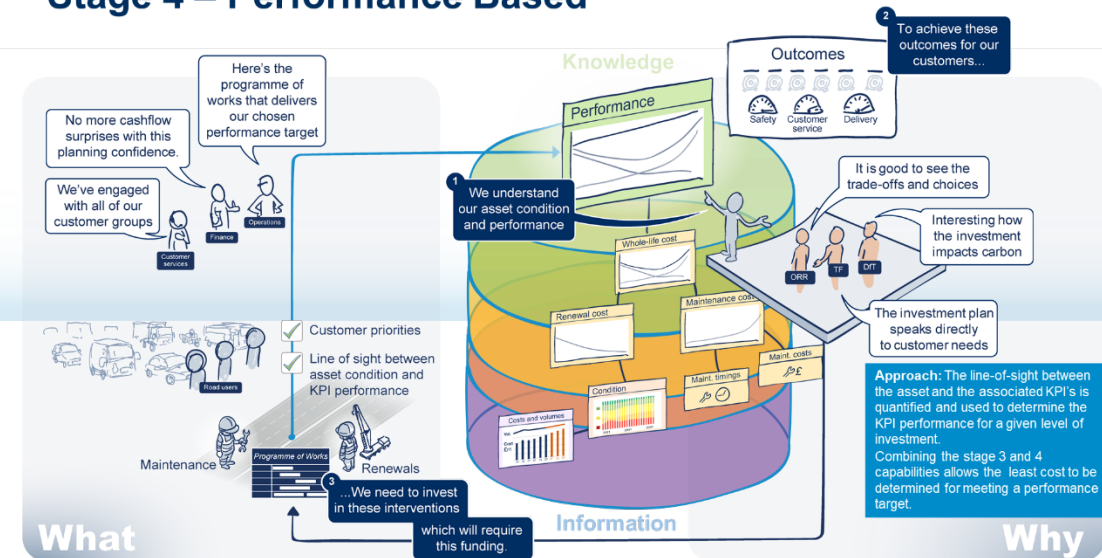 Stage 4 – Performance Based
Knowledge
Here's the
programme of
works that delivers
our chosen
performance target
No more cashflow
surprises with this
planning confidence.
We've engaged
with all of our
customer groups
Operations
Finance
Customer
services
2
To achieve these
outcomes for our
customers...
Outcomes
Safety
Customer
service
Delivery
Performance
1
We understand
our asset condition
and performance
It is good to see the
trade-offs and choices
Interesting how
the investment
impacts carbon
ORR
TF
DfT
The investment plan
speaks directly
to customer needs
Whole-life cost
Renewal cost
Maintenance cost
Maint. costs
£
Maint. timings
Condition
Costs and volumes
Vol.
Customer priorities
Line of sight between
asset condition and
KPI performance
Road users
Maintenance
Renewals
Programme of Works
3
...We need to invest
in these interventions
which will require
this funding.
Approach: The line-of-sight between
the asset and the associated KPI's is
quantified and used to determine the
KPI performance for a given level of
investment.
Combining the stage 3 and 4
capabilities allows the least cost to be
determined for meeting a performance
target.
Information
What
Why